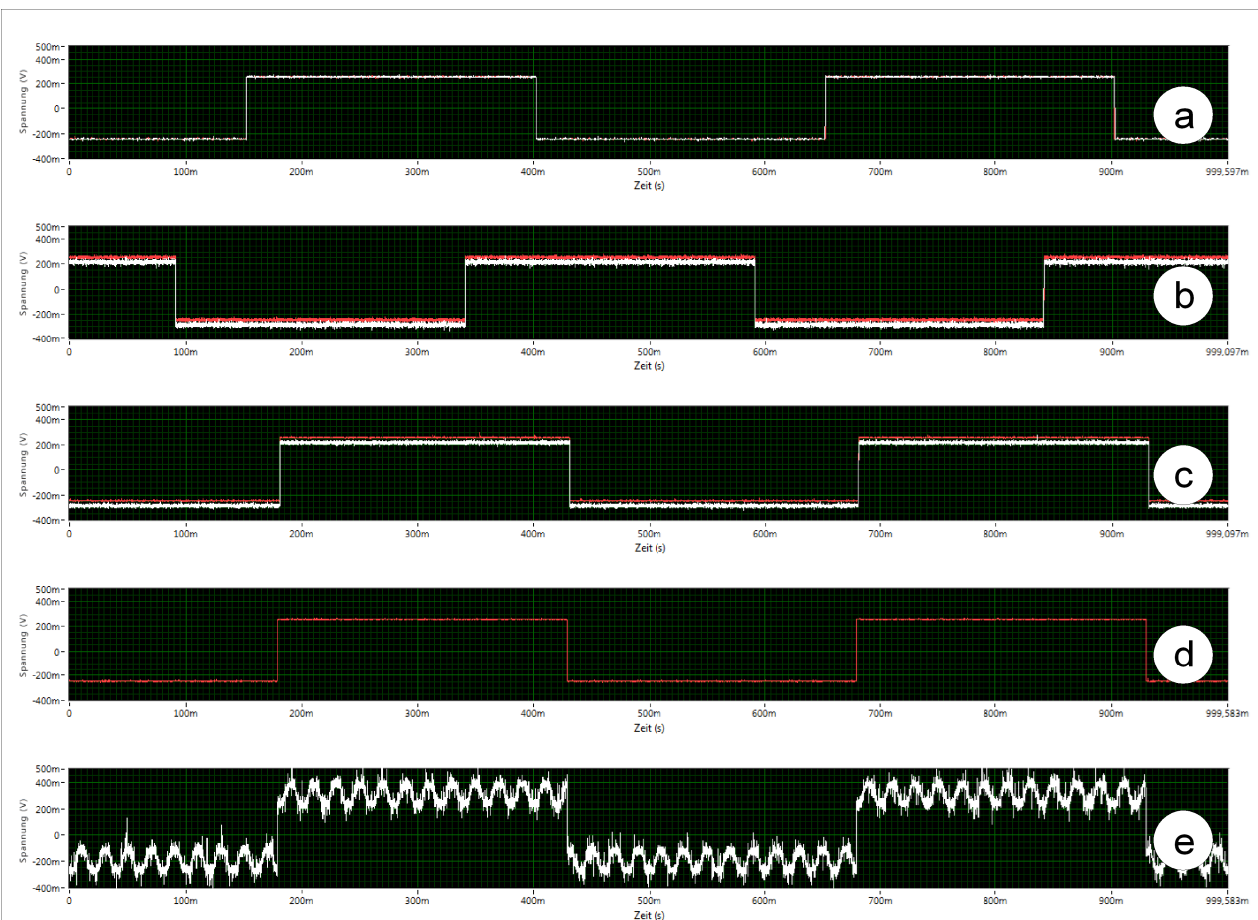 500m
400m
200m
0
-200m
-400m
Spannung (V)
0 100m 200m 300m 400m 500m 600m 700m 800m 900m 999,597m
Zeit (s)
a
500m
400m
200m
0
-200m
-400m
Spannung (V)
0 100m 200m 300m 400m 500m 600m 700m 800m 900m 999,097m
Zeit (s)
b
500m
400m
200m
0
-200m
-400m
Spannung (V)
0 100m 200m 300m 400m 500m 600m 700m 800m 900m 999,097m
Zeit (s)
c
500m
400m
200m
0
-200m
-400m
Spannung (V)
0 100m 200m 300m 400m 500m 600m 700m 800m 900m 999,583m
Zeit (s)
d
500m
400m
200m
0
-200m
-400m
Spannung (V)
0 100m 200m 300m 400m 500m 600m 700m 800m 900m 999,583m
Zeit (s)
e